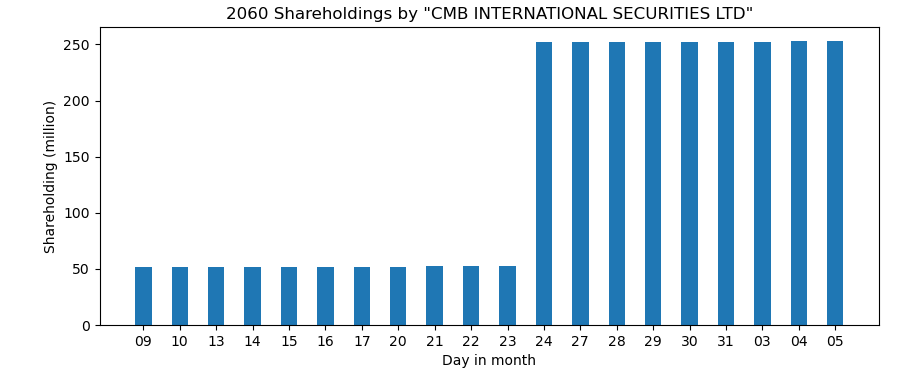 2060 Shareholdings by "CMB INTERNATIONAL SECURITIES LTD"
Shareholding (million)
250
200
150
100
50
0
09 10 13 14 15 16 17 20 21 22 23 24 27 28 29 30 31 03 04 05
Day in month